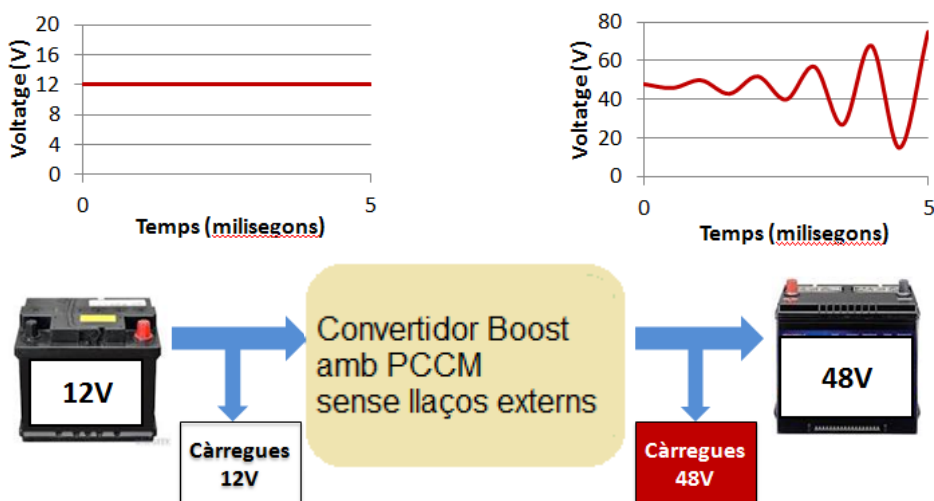 20
16
12
8
4
0
Voltatge (V)
0
5
Temps (milisegons)
80
60
40
20
0
Voltatge (V)
0
5
Temps (milisegons)
12V
Convertidor Boost
amb PCCM
sense llaços externs
48V
Càrregues
12V
Càrregues
48V